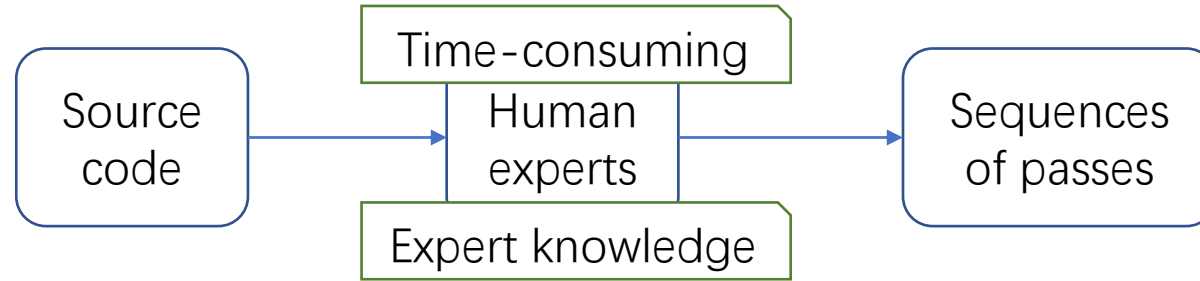 Time-consuming
Source
code
Human
experts
Sequences
of passes
Expert knowledge